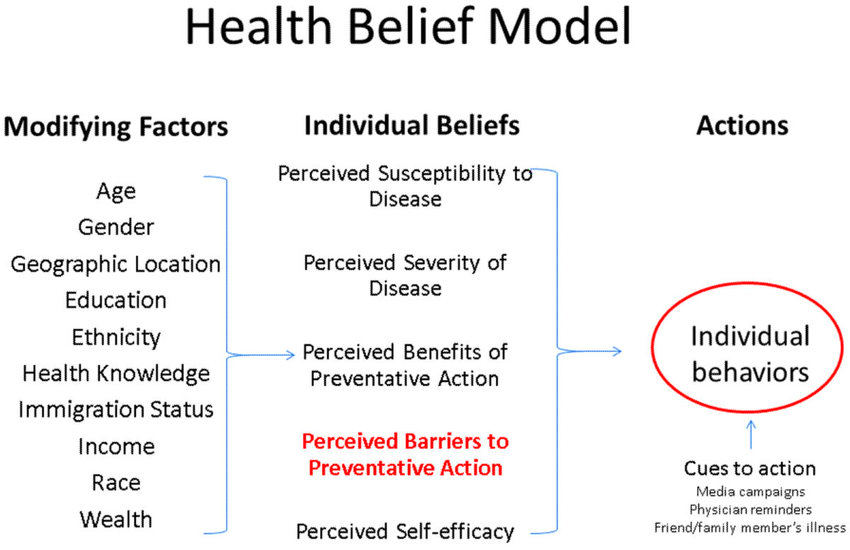 Health Belief Model
Modifying Factors
Age
Gender
Geographic Location
Education
Ethnicity
Health Knowledge
Immigration Status
Income
Race
Wealth
Individual Beliefs
Perceived Susceptibility to
Disease
Perceived Severity of
Disease
Perceived Benefits of
Preventative Action
Perceived Barriers to
Preventative Action
Perceived Self-efficacy
Actions
Individual
behaviors
Cues to action
Media campaigns
Physician reminders
Friend/family member's illness